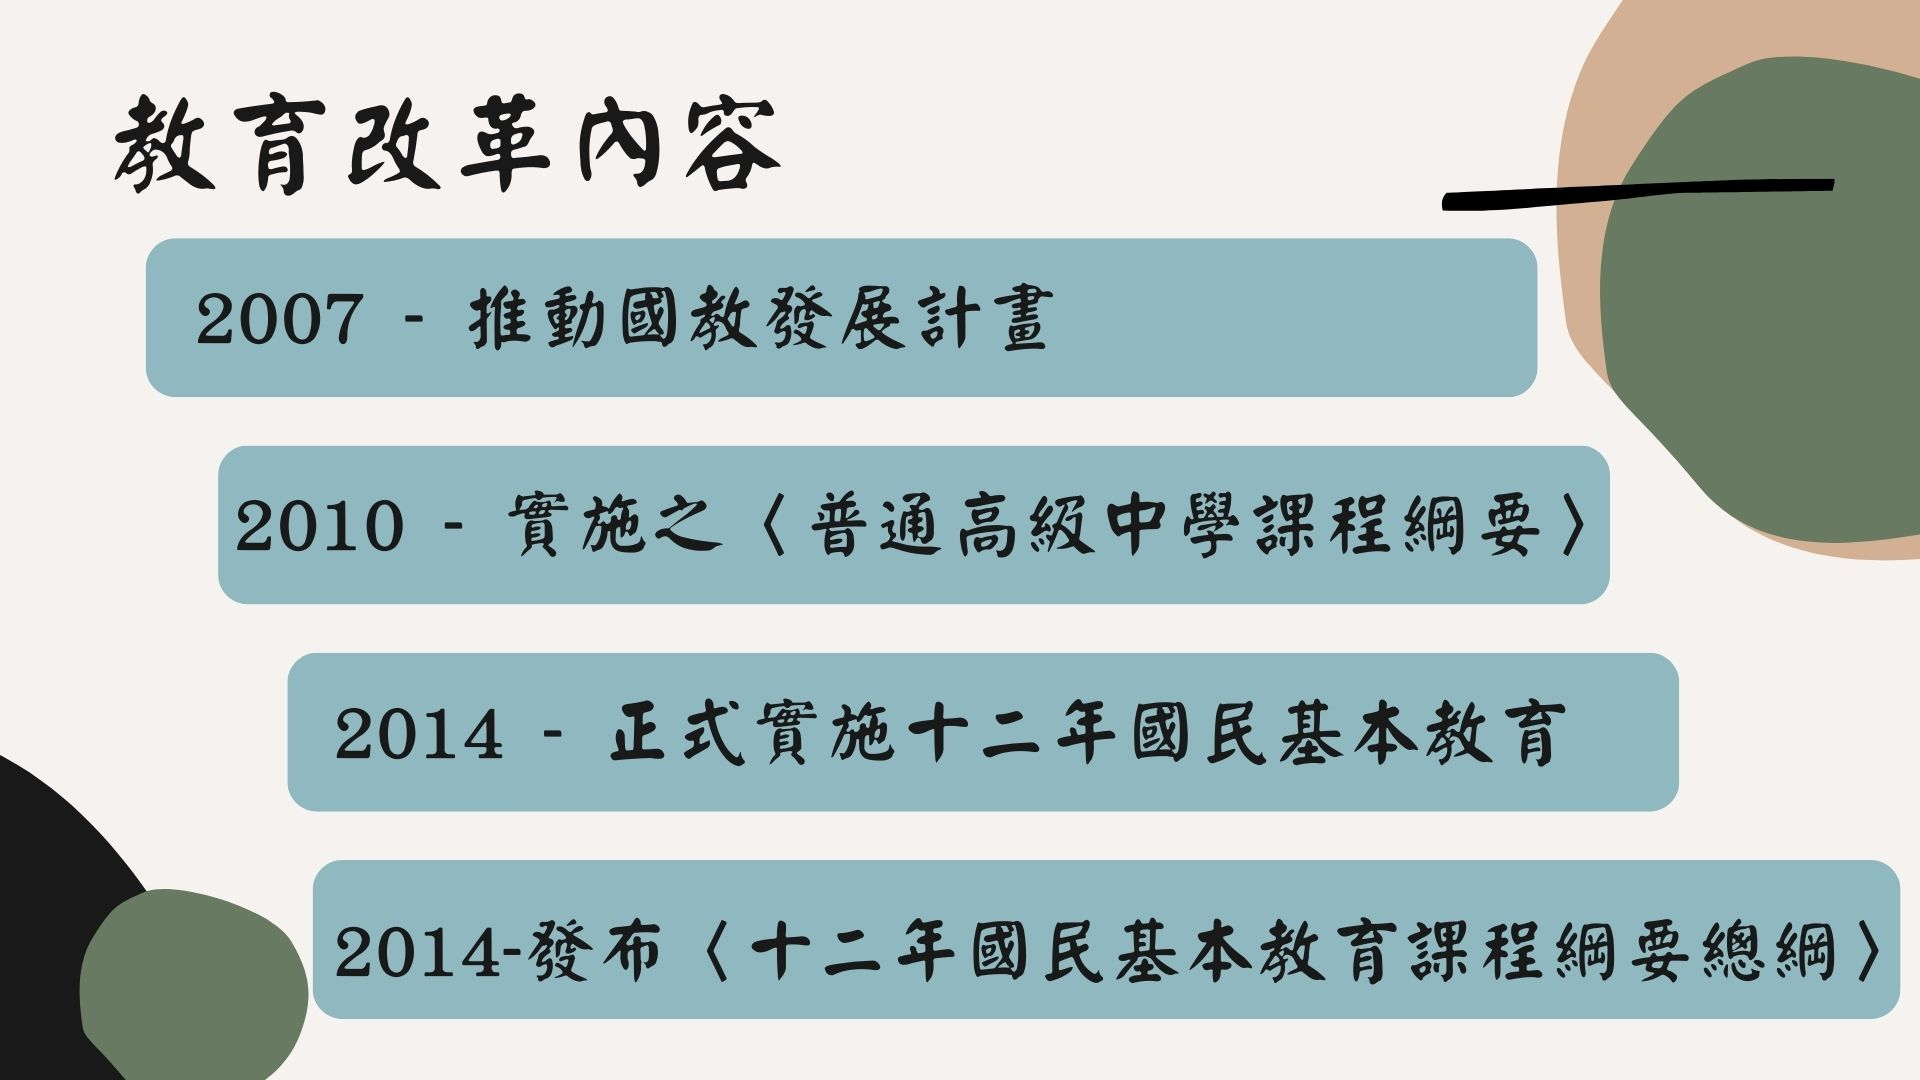 教育改革內容
2007 - 推動國教發展計畫
2010 - 實施之〈普通高級中學課程綱要〉
2014 - 正式實施十二年國民基本教育
2014-發布〈十二年國民基本教育課程綱要總綱〉